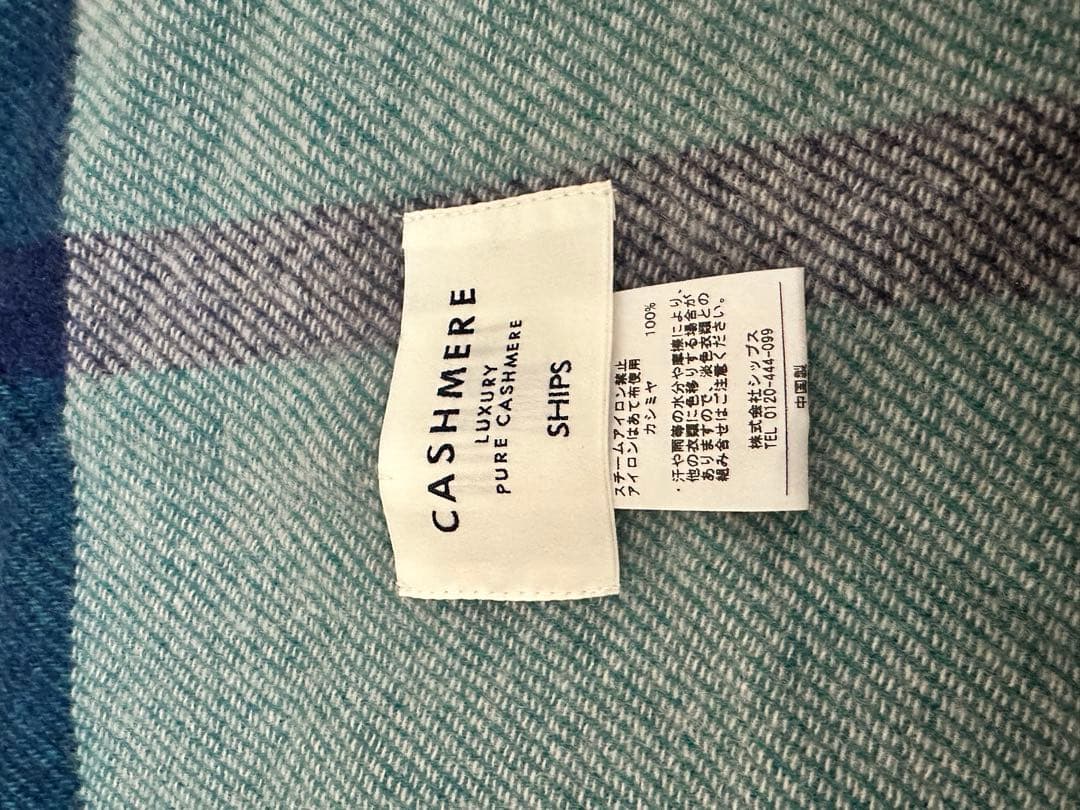 CASHMERE
LUXURY
PURE CASHMERE
SHIPS
スチームアイロン禁止
アイロンはあて布使用
カシミヤ 100%
・汗や雨等の水分や摩擦により、
他の衣類に色移りする場合が
ありますので、淡色衣類との
組み合せはご注意ください。
株式会社シップス
TEL 0120-444-099
中国製